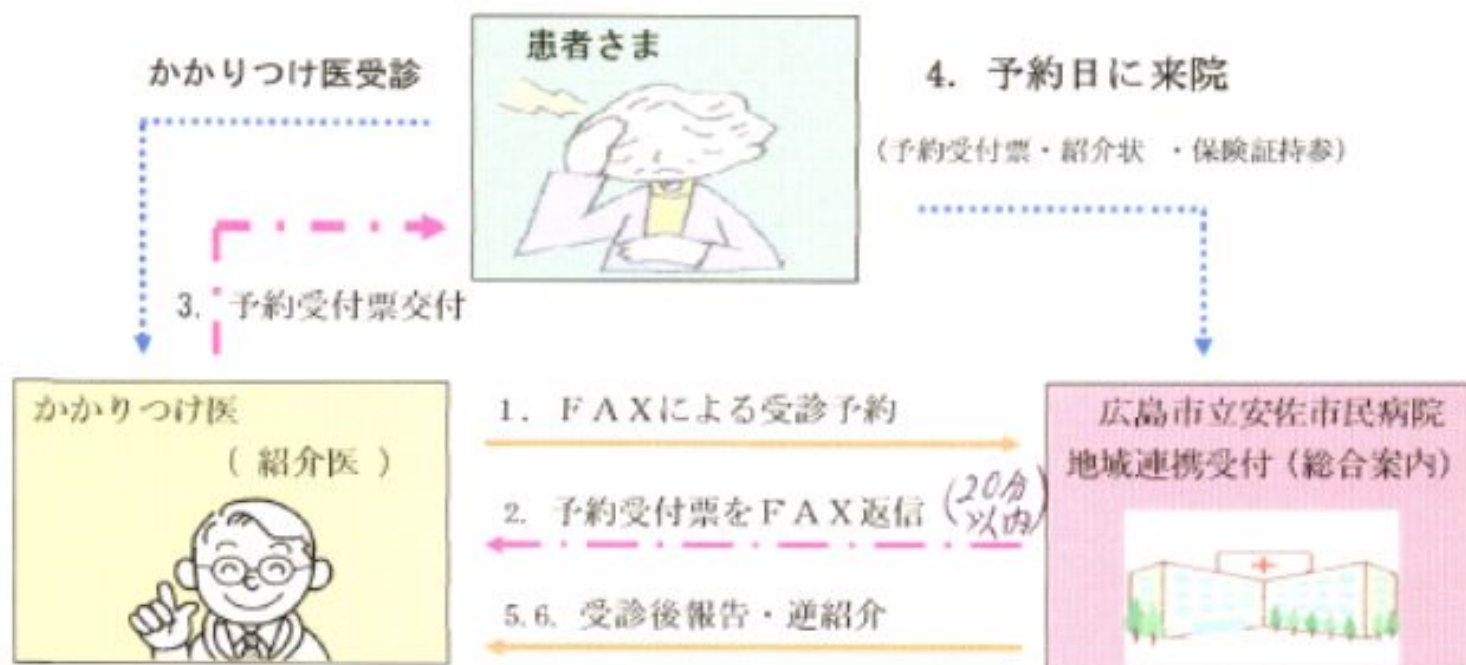 患者さま
かかりつけ医受診
4. 予約日に来院
(予約受付票・紹介状 ・保険証持参)
3. 予約受付票交付
かかりつけ医
( 紹介医 )
1. FAXによる受診予約
2. 予約受付票をFAX返信 (20分以内)
5.6. 受診後報告・逆紹介
広島市立安佐市民病院
地域連携受付 (総合案内)